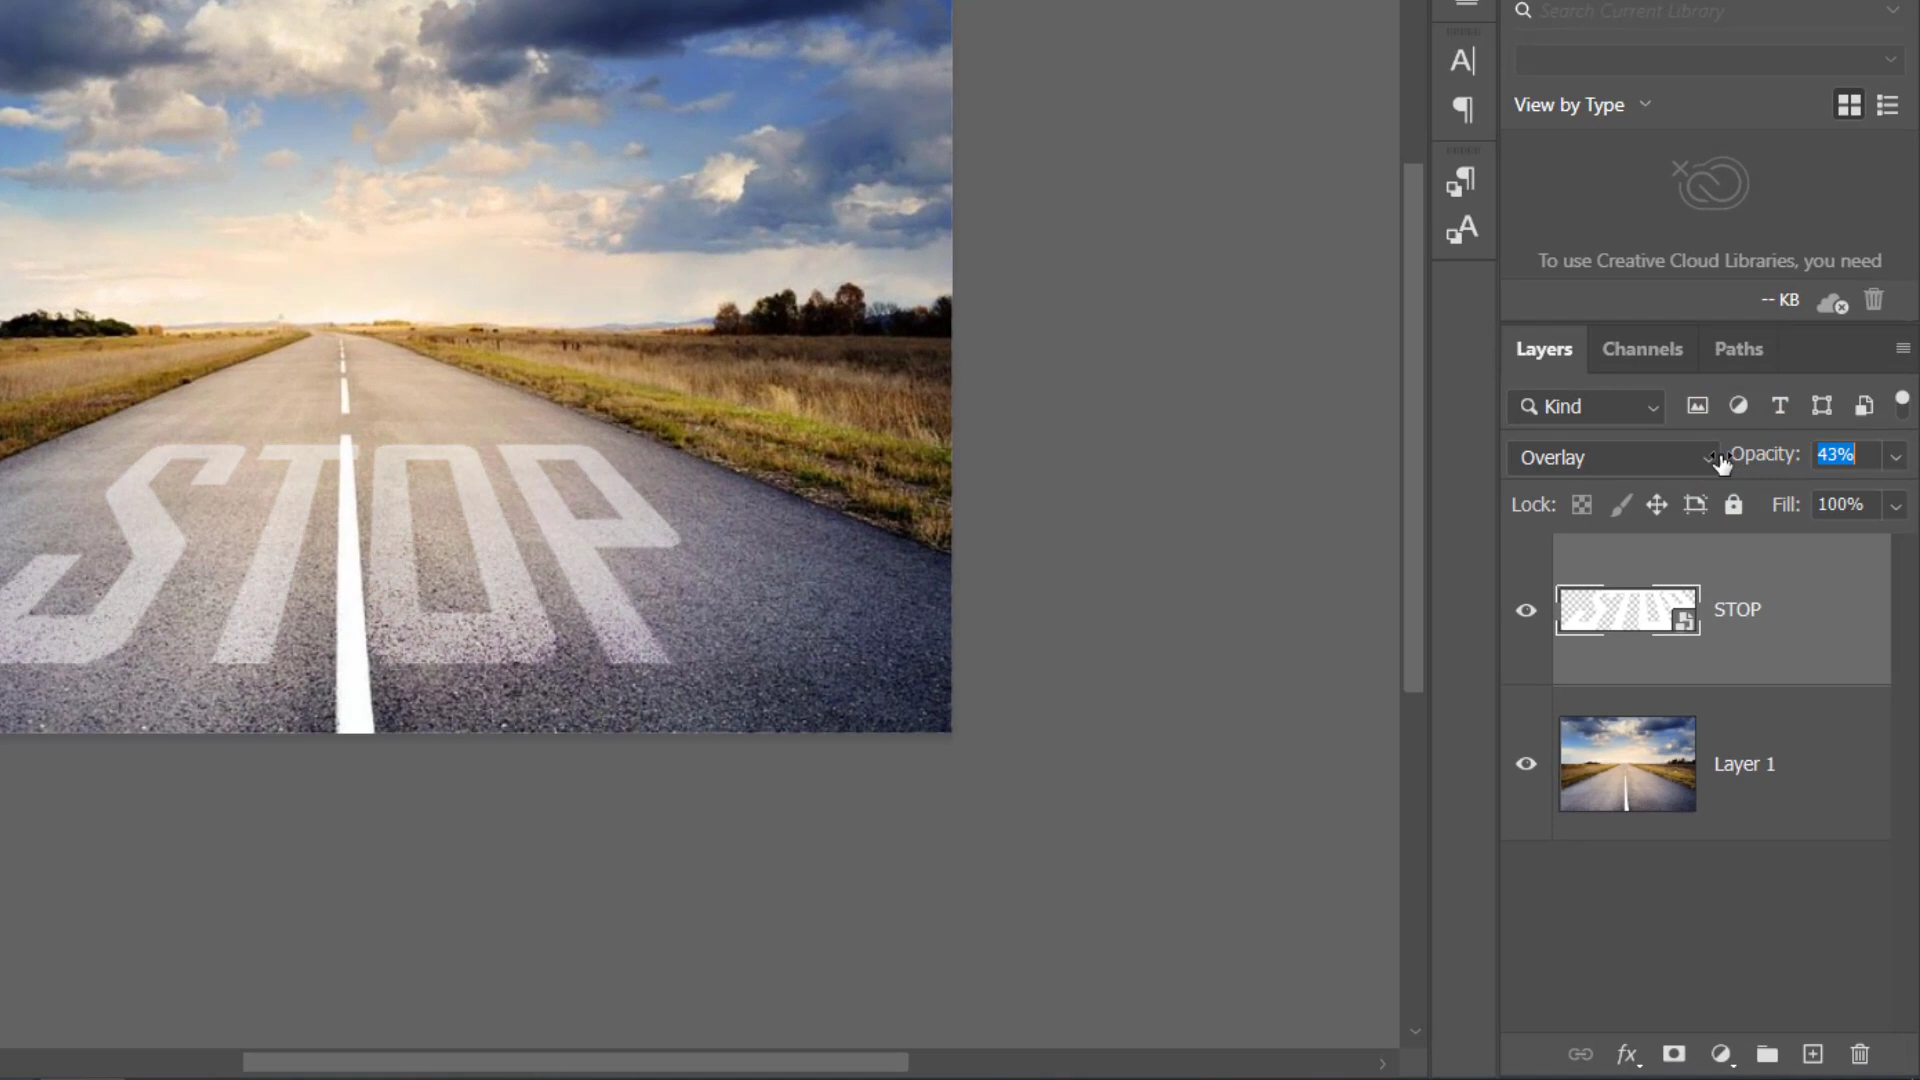 Search Current Library
View by Type
To use Creative Cloud Libraries, you need
-- KB
Layers Channels Paths
Kind
Overlay Opacity: 43%
Lock: Fill: 100%
STOP
Layer 1
fx
STOP